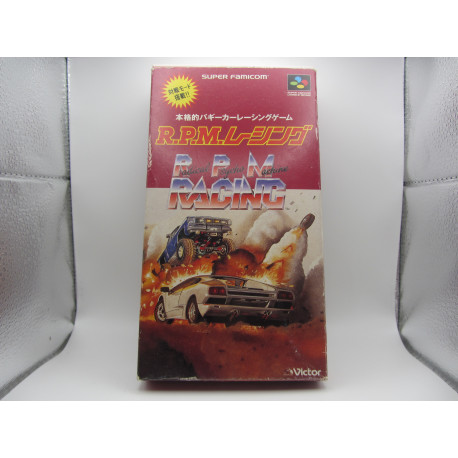 SUPER FAMICOM
対戦モード
搭載!!
本格的バギーカーレーシングゲーム
R.P.M.レーシング
R P M
RACING
Victor